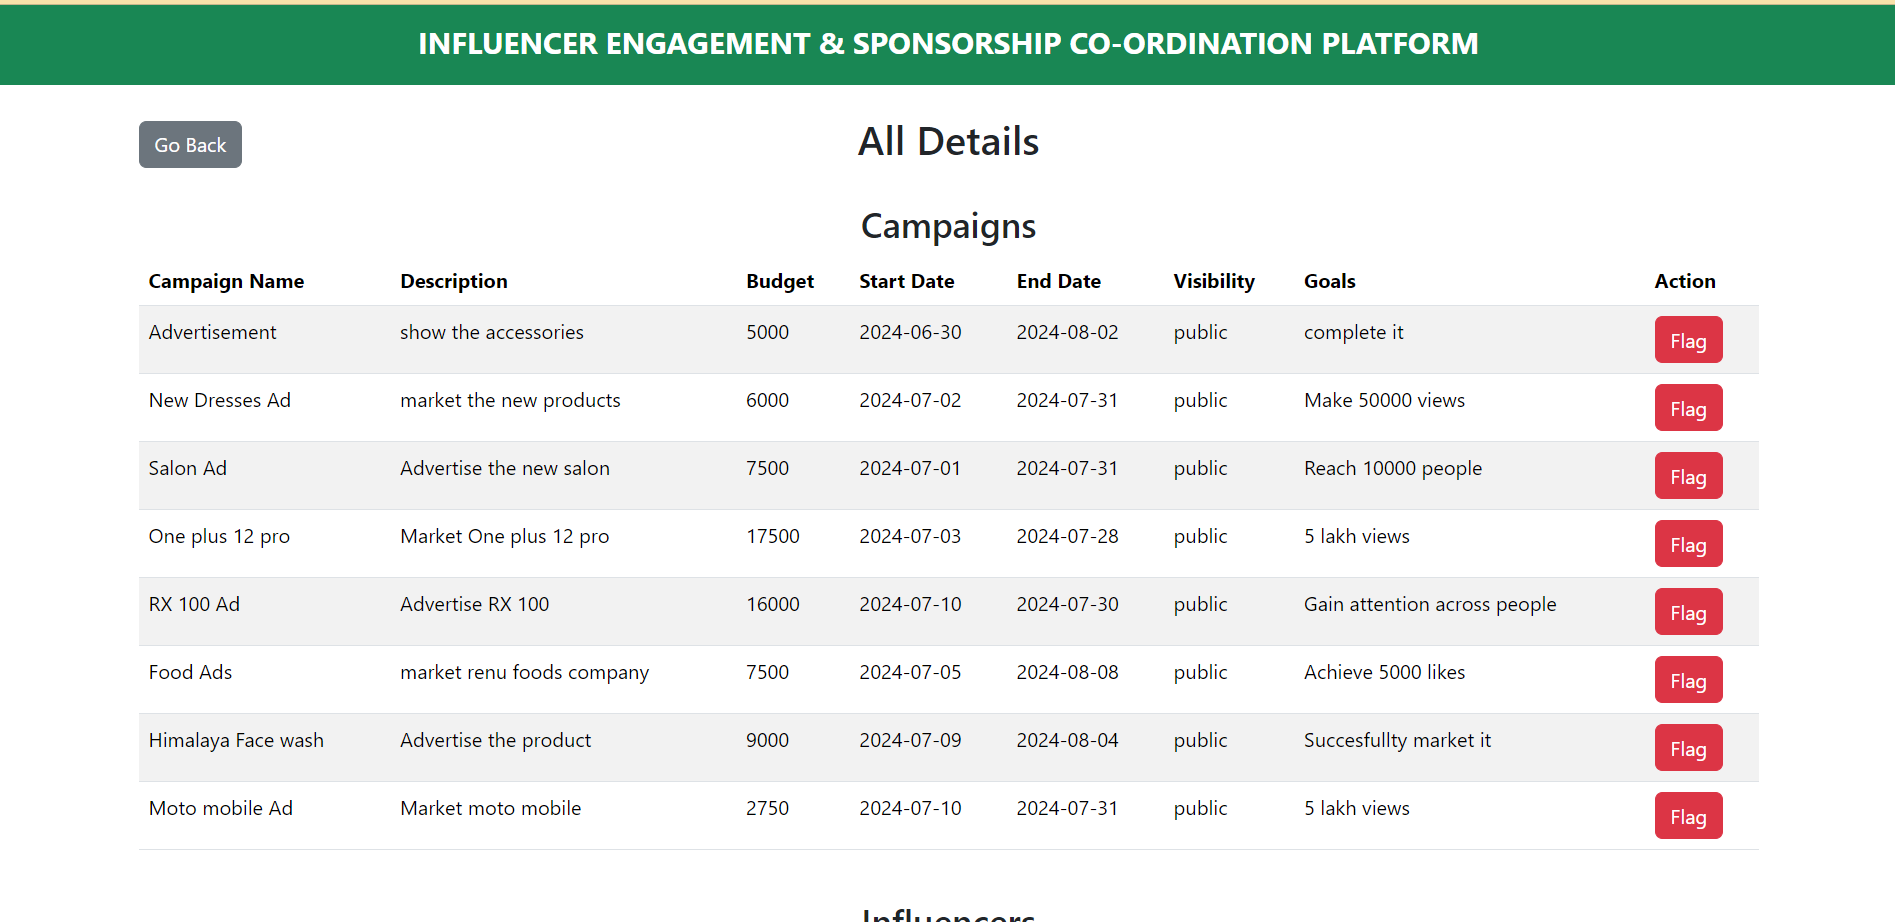 INFLUENCER ENGAGEMENT & SPONSORSHIP CO-ORDINATION PLATFORM
Go Back
All Details
Campaigns
Campaign Name Description Budget Start Date End Date Visibility Goals Action
Advertisement show the accessories 5000 2024-06-30 2024-08-02 public complete it Flag
New Dresses Ad market the new products 6000 2024-07-02 2024-07-31 public Make 50000 views Flag
Salon Ad Advertise the new salon 7500 2024-07-01 2024-07-31 public Reach 10000 people Flag
One plus 12 pro Market One plus 12 pro 17500 2024-07-03 2024-07-28 public 5 lakh views Flag
RX 100 Ad Advertise RX 100 16000 2024-07-10 2024-07-30 public Gain attention across people Flag
Food Ads market renu foods company 7500 2024-07-05 2024-08-08 public Achieve 5000 likes Flag
Himalaya Face wash Advertise the product 9000 2024-07-09 2024-08-04 public Succesfullty market it Flag
Moto mobile Ad Market moto mobile 2750 2024-07-10 2024-07-31 public 5 lakh views Flag
Influencers